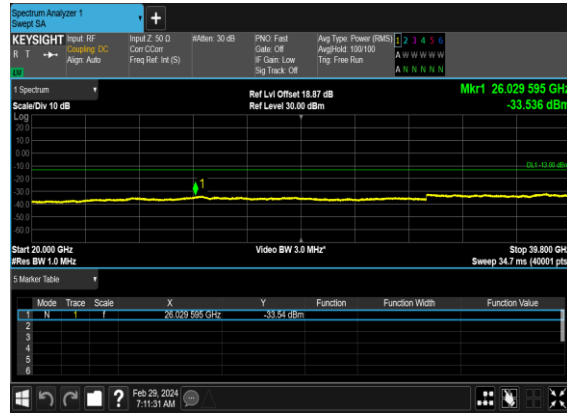 Spectrum Analyzer 1
Swept SA
+
KEYSIGHT
R T
Input: RF
Coupling: DC
Align: Auto
Input Z: 50 Ω
Corr CCorr
Freq Ref: Int (S)
#Atten: 30 dB
PNO: Fast
Gate: Off
IF Gain: Low
Sig Track: Off
Avg Type: Power (RMS)
Avg|Hold: 100/100
Trig: Free Run
1 2 3 4 5 6
A W W W W W
A N N N N N
1 Spectrum
Scale/Div 10 dB
Log
Ref Lvl Offset 18.87 dB
Ref Level 30.00 dBm
Mkr1 26.029 595 GHz
-33.536 dBm
20.0
10.0
0.00
-10.0
-20.0
-30.0
-40.0
-50.0
-60.0
DL1 -13.00 dBm
1
Start 20.000 GHz
#Res BW 1.0 MHz
Video BW 3.0 MHz*
Stop 39.800 GHz
Sweep 34.7 ms (40001 pts)
5 Marker Table
Mode Trace Scale X Y Function Function Width Function Value
1 N 1 f 26.029 595 GHz -33.54 dBm
2
3
4
5
6
?
Feb 29, 2024
7:11:31 AM